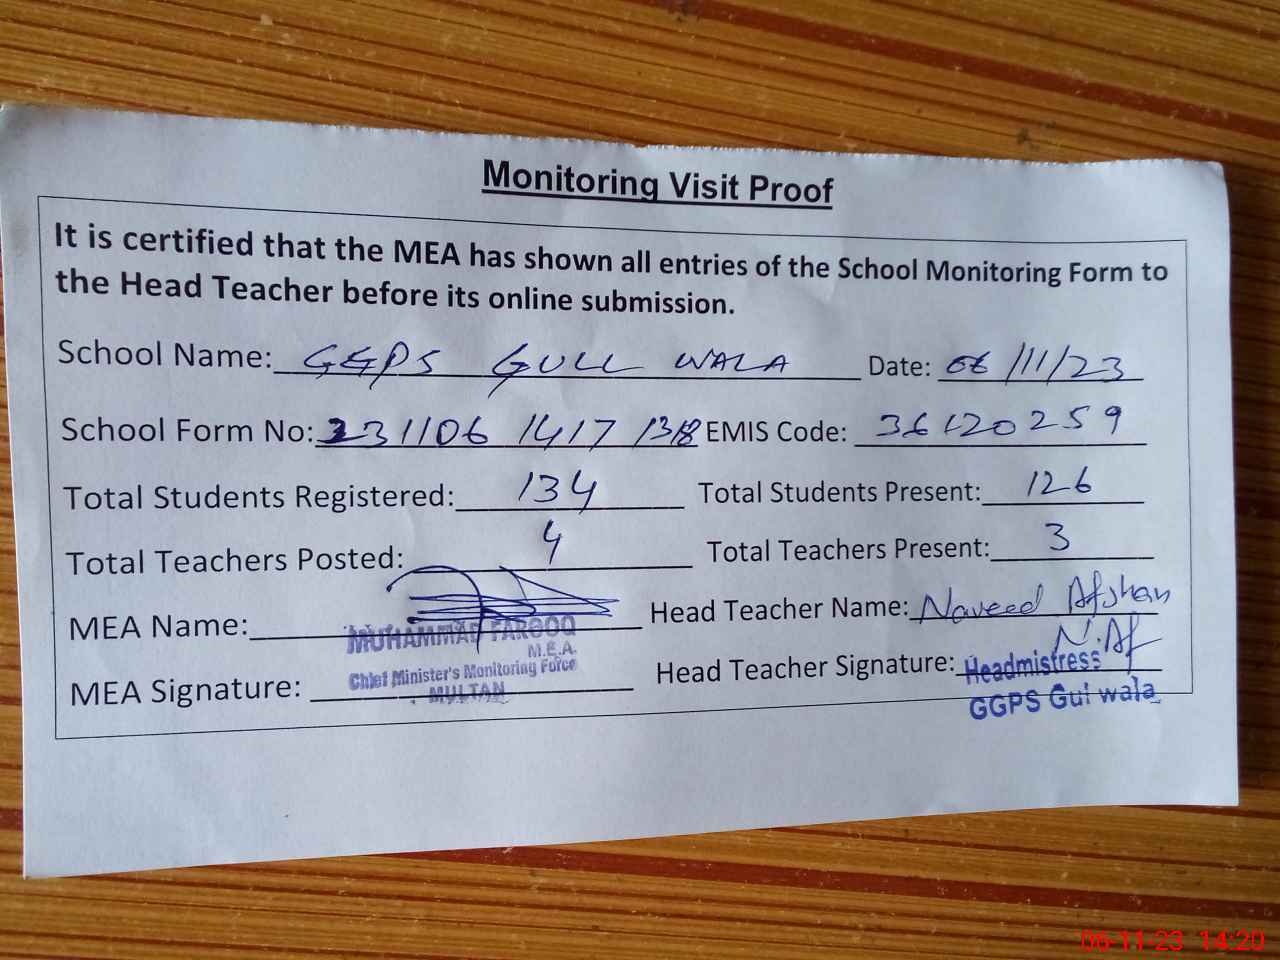 Monitoring Visit Proof
It is certified that the MEA has shown all entries of the School Monitoring Form to
the Head Teacher before its online submission.
School Name: GGPS GULL WALA Date: 06/11/23
School Form No: 231106 1417 1318 EMIS Code: 36120259
Total Students Registered: 134 Total Students Present: 126
Total Teachers Posted: 4 Total Teachers Present: 3
MEA Name: Head Teacher Name: Naveed Afshan
MUHAMMAD FAROOQ
M.E.A.
Chief Minister's Monitoring Force
MULTAN
MEA Signature: Head Teacher Signature: N.Af
Headmistress
GGPS Gul wala
06-11-23 14:20